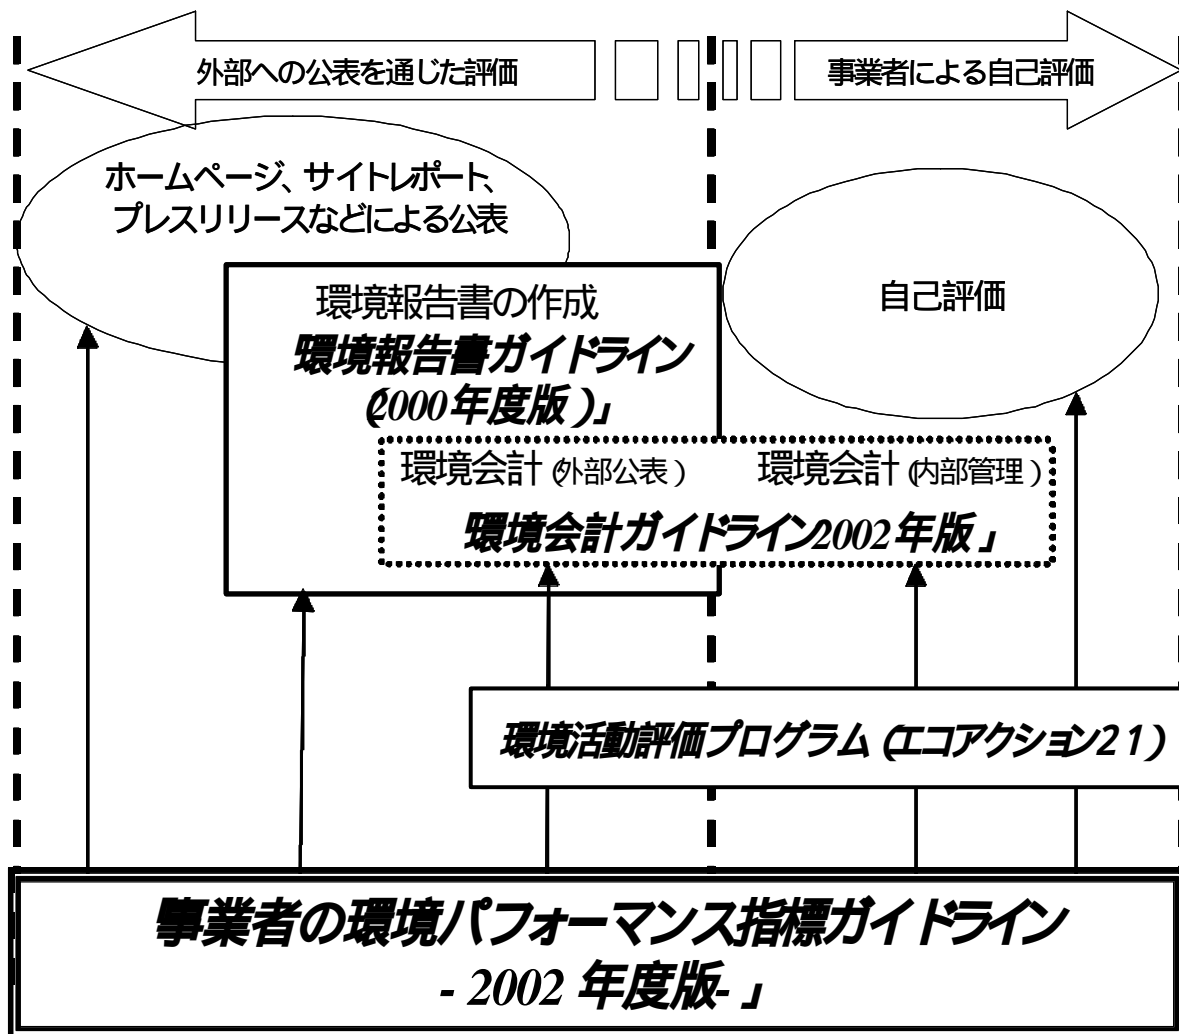 外部への公表を通じた評価
事業者による自己評価
ホームページ、サイトレポート、
プレスリリースなどによる公表
自己評価
環境報告書の作成
「環境報告書ガイドライン
(2000年度版)」
環境会計(外部公表) 環境会計(内部管理)
「環境会計ガイドライン2002年版」
環境活動評価プログラム(エコアクション21)
「事業者の環境パフォーマンス指標ガイドライン
- 2002 年度版-」